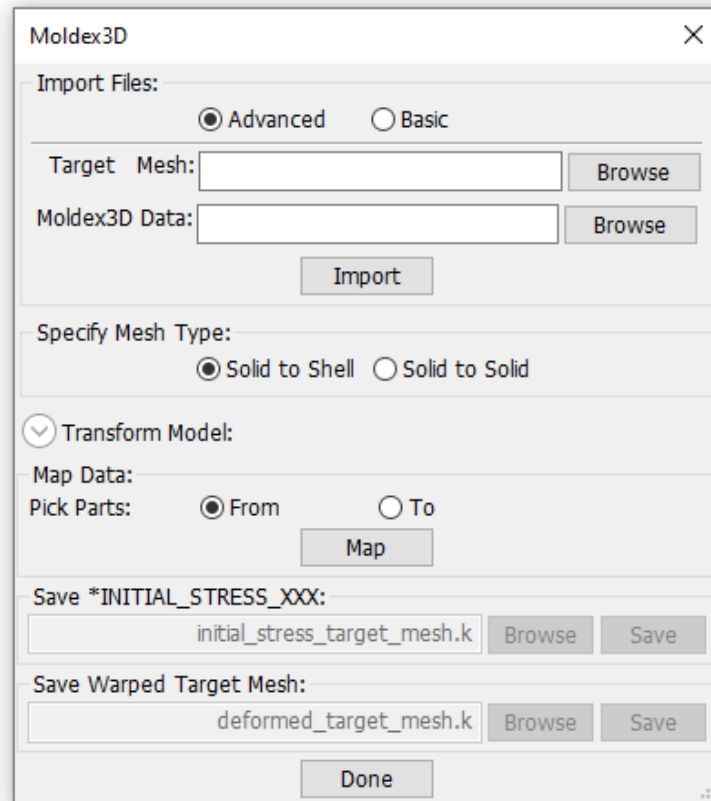 Moldex3D
Import Files:
Advanced Basic
Target Mesh: Browse
Moldex3D Data: Browse
Import
Specify Mesh Type:
Solid to Shell Solid to Solid
Transform Model:
Map Data:
Pick Parts: From To
Map
Save *INITIAL_STRESS_XXX:
initial_stress_target_mesh.k Browse Save
Save Warped Target Mesh:
deformed_target_mesh.k Browse Save
Done